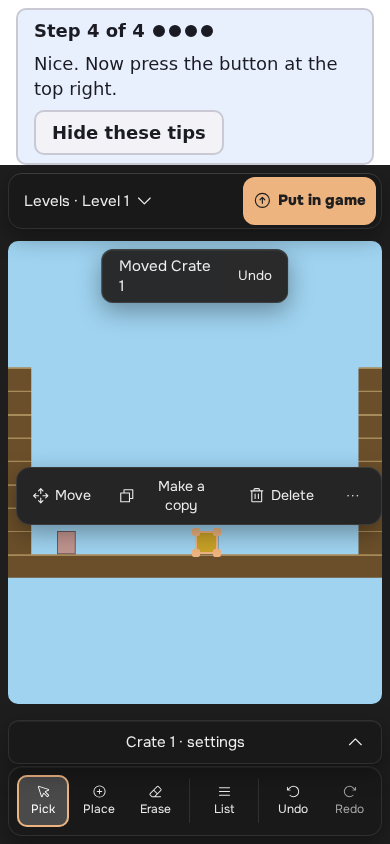 Step 4 of 4
Nice. Now press the button at the
top right.
Hide these tips
Levels · Level 1
Put in game
Moved Crate
1
Undo
Move
Make a
copy
Delete
...
Crate 1 · settings
Pick
Place
Erase
List
Undo
Redo